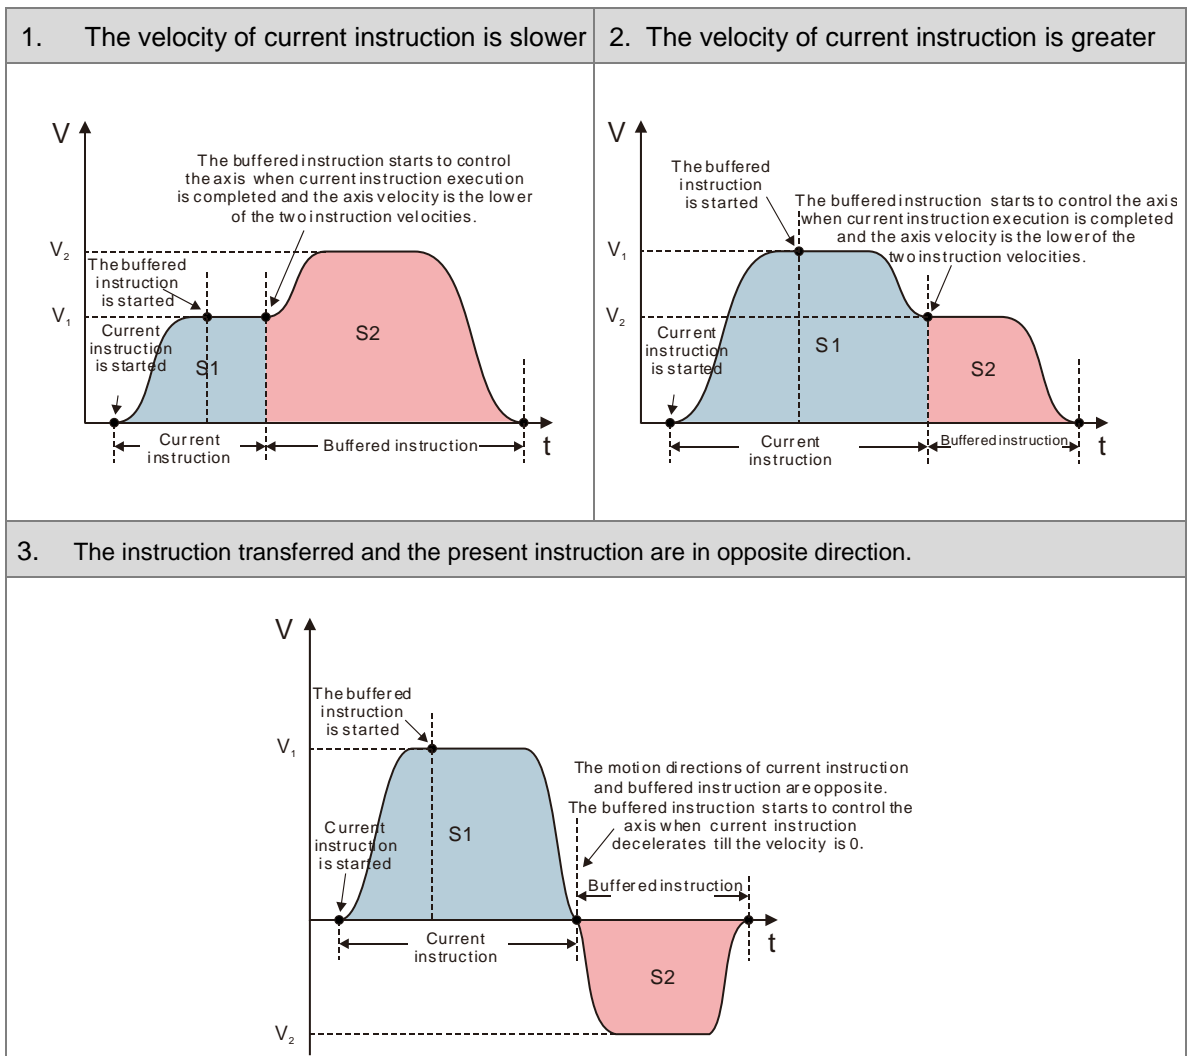 1. The velocity of current instruction is slower
2. The velocity of current instruction is greater
V
The buffered instruction starts to control
the axis when current instruction execution
is completed and the axis velocity is the lower
of the two instruction velocities.
V2
The buffered
instruction
is started
V1
Current
instruction
is started
S1
S2
Current
instruction
Buffered instruction
t
V
The buffered
instruction
is started
The buffered instruction starts to control the axis
when current instruction execution is completed
and the axis velocity is the lower of the
two instruction velocities.
V1
V2
Current
instruction
is started
S1
S2
Current
instruction
Buffered instruction
t
3. The instruction transferred and the present instruction are in opposite direction.
V
The buffered
instruction
is started
V1
The motion directions of current instruction
and buffered instruction are opposite.
The buffered instruction starts to control the
axis when current instruction
decelerates till the velocity is 0.
Current
instruction
is started
S1
Buffered instruction
Current
instruction
t
S2
V2